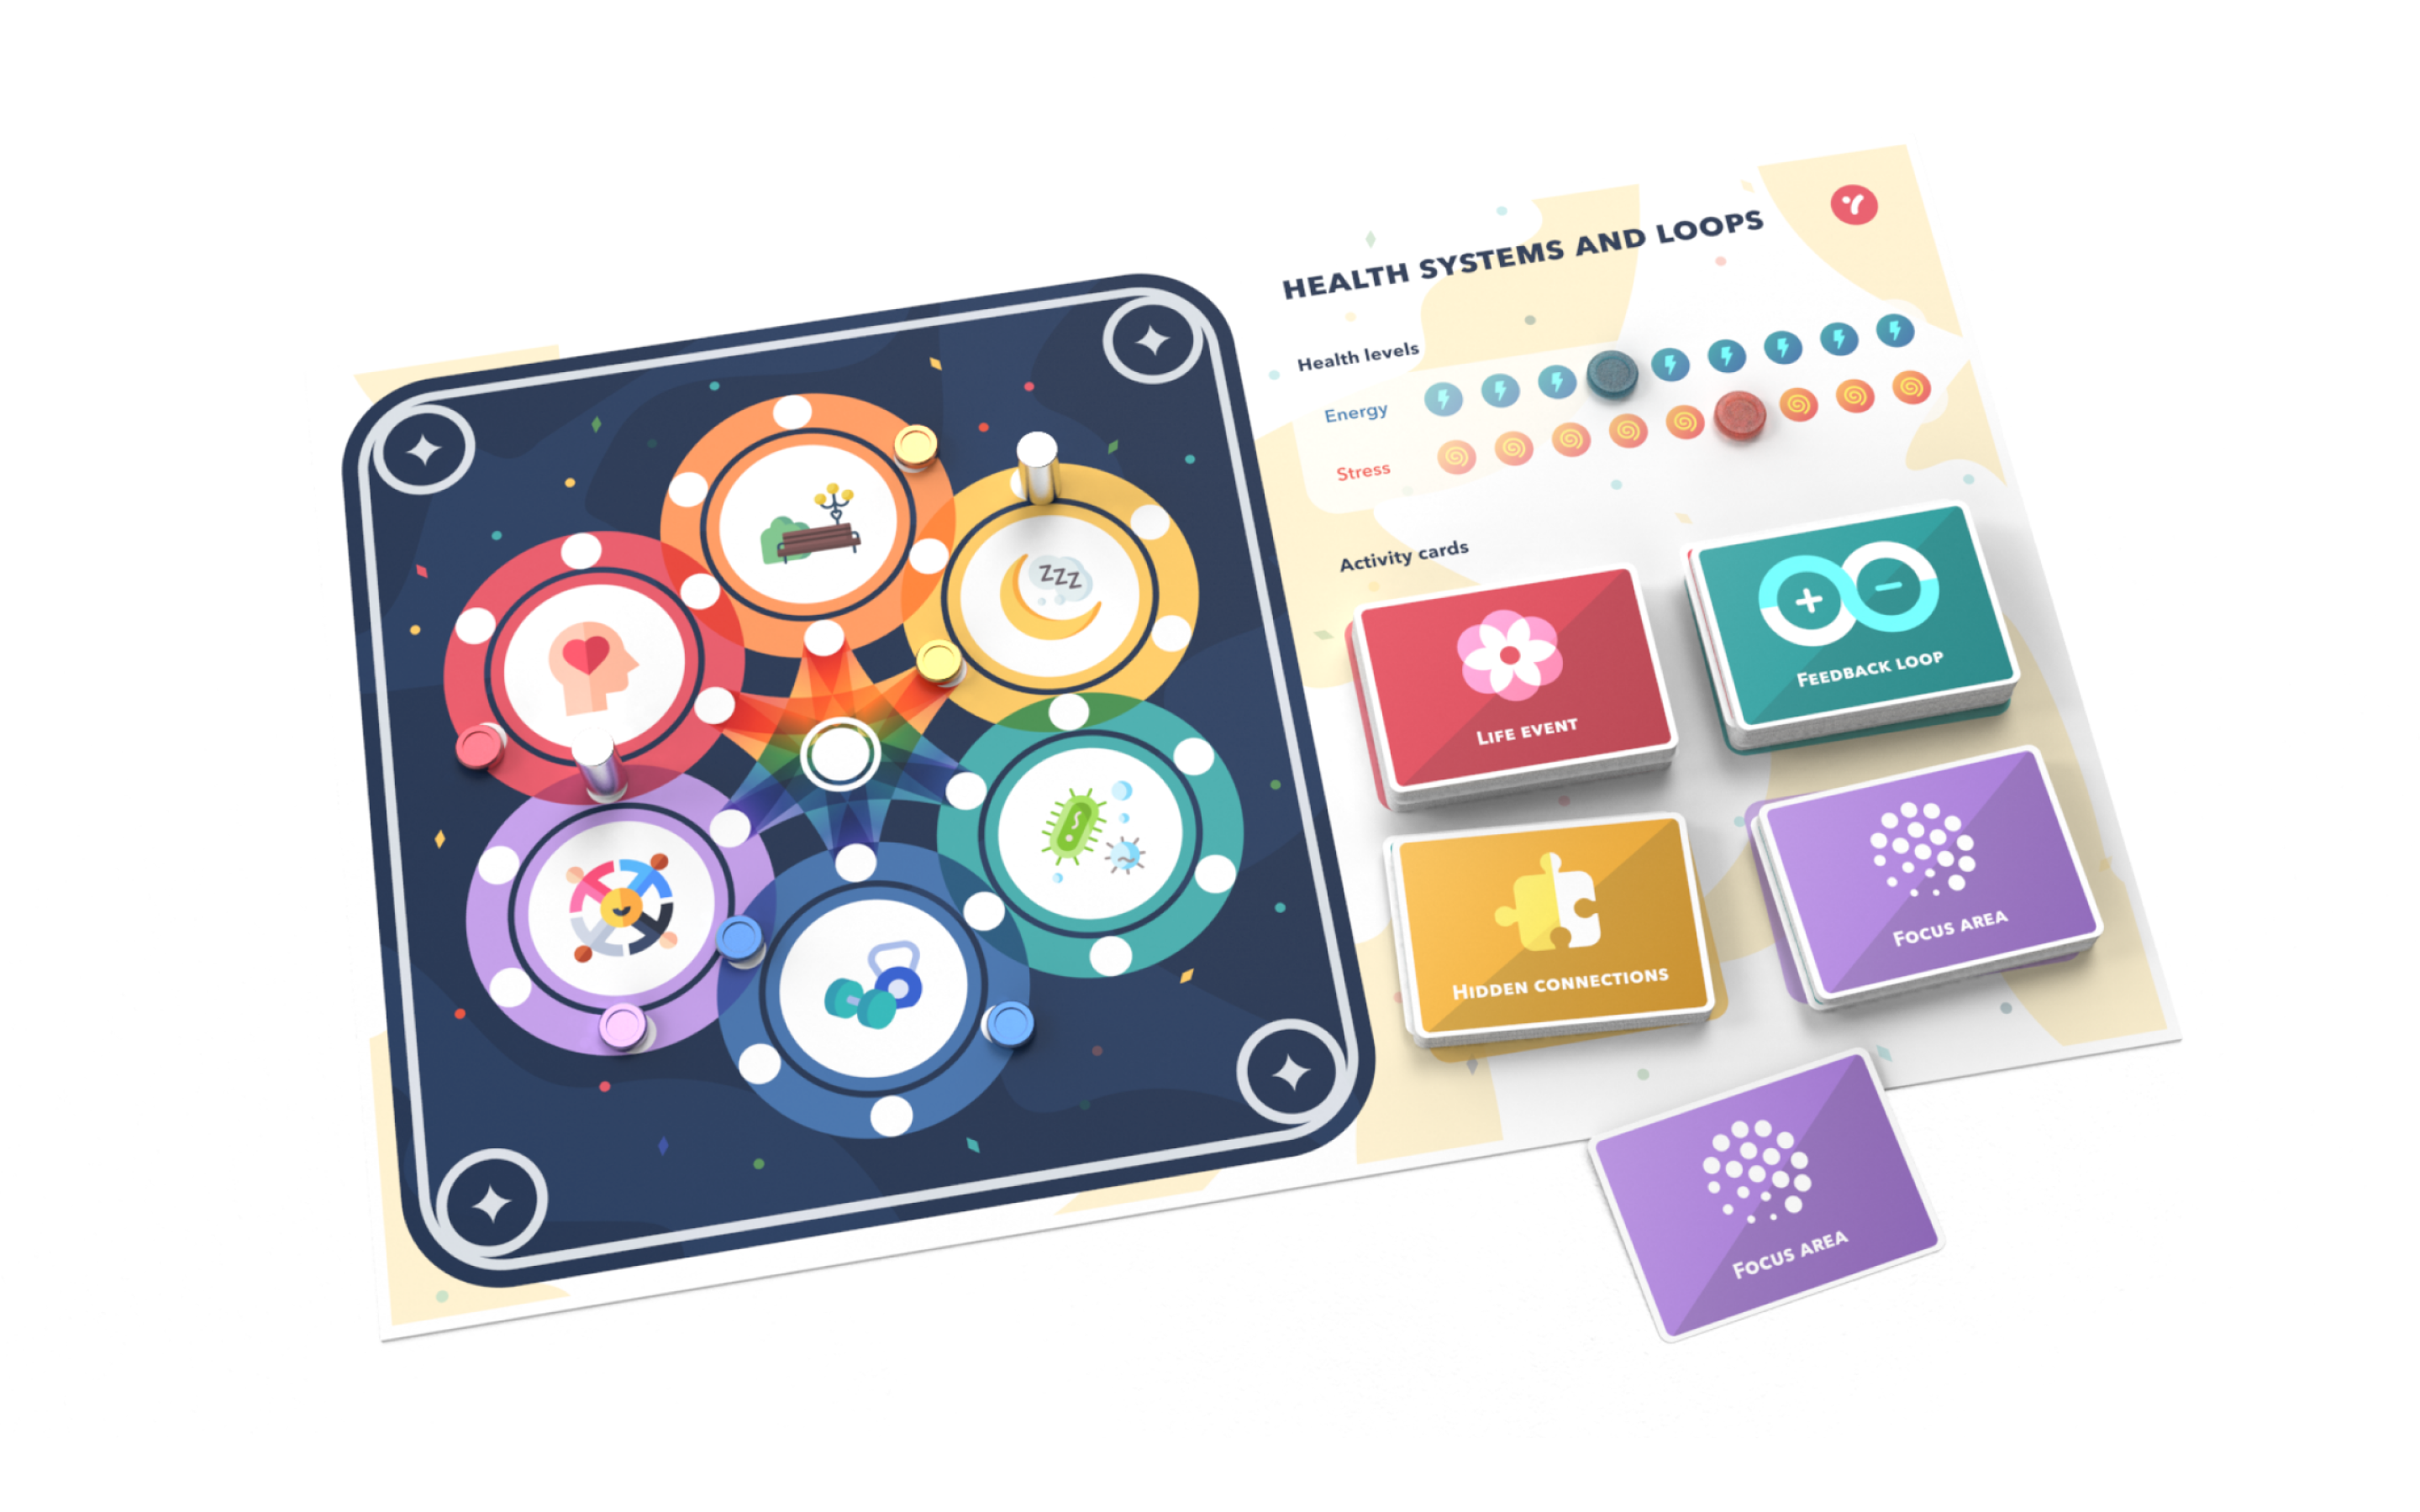 HEALTH SYSTEMS AND LOOPS
Health levels
Energy
Stress
Activity cards
LIFE EVENT
FEEDBACK LOOP
HIDDEN CONNECTIONS
FOCUS AREA
FOCUS AREA
ZZZ